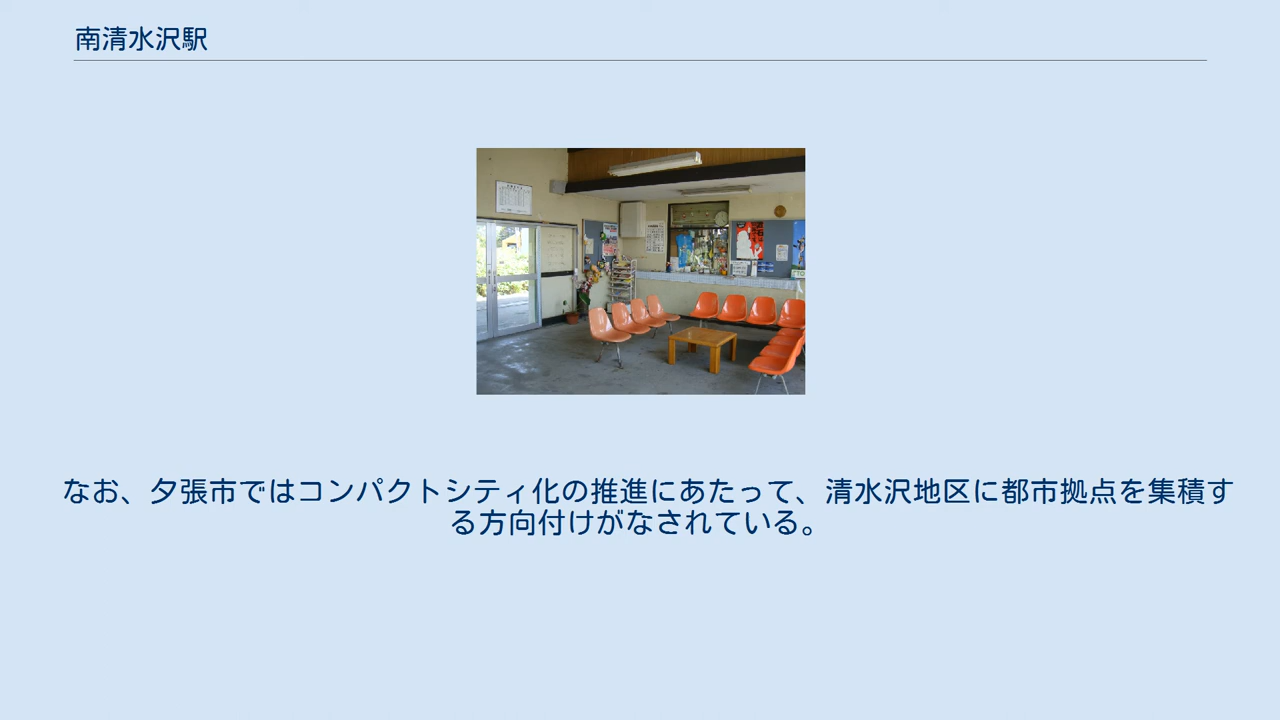 南清水沢駅
なお、夕張市ではコンパクトシティ化の推進にあたって、清水沢地区に都市拠点を集積す
る方向付けがなされている。